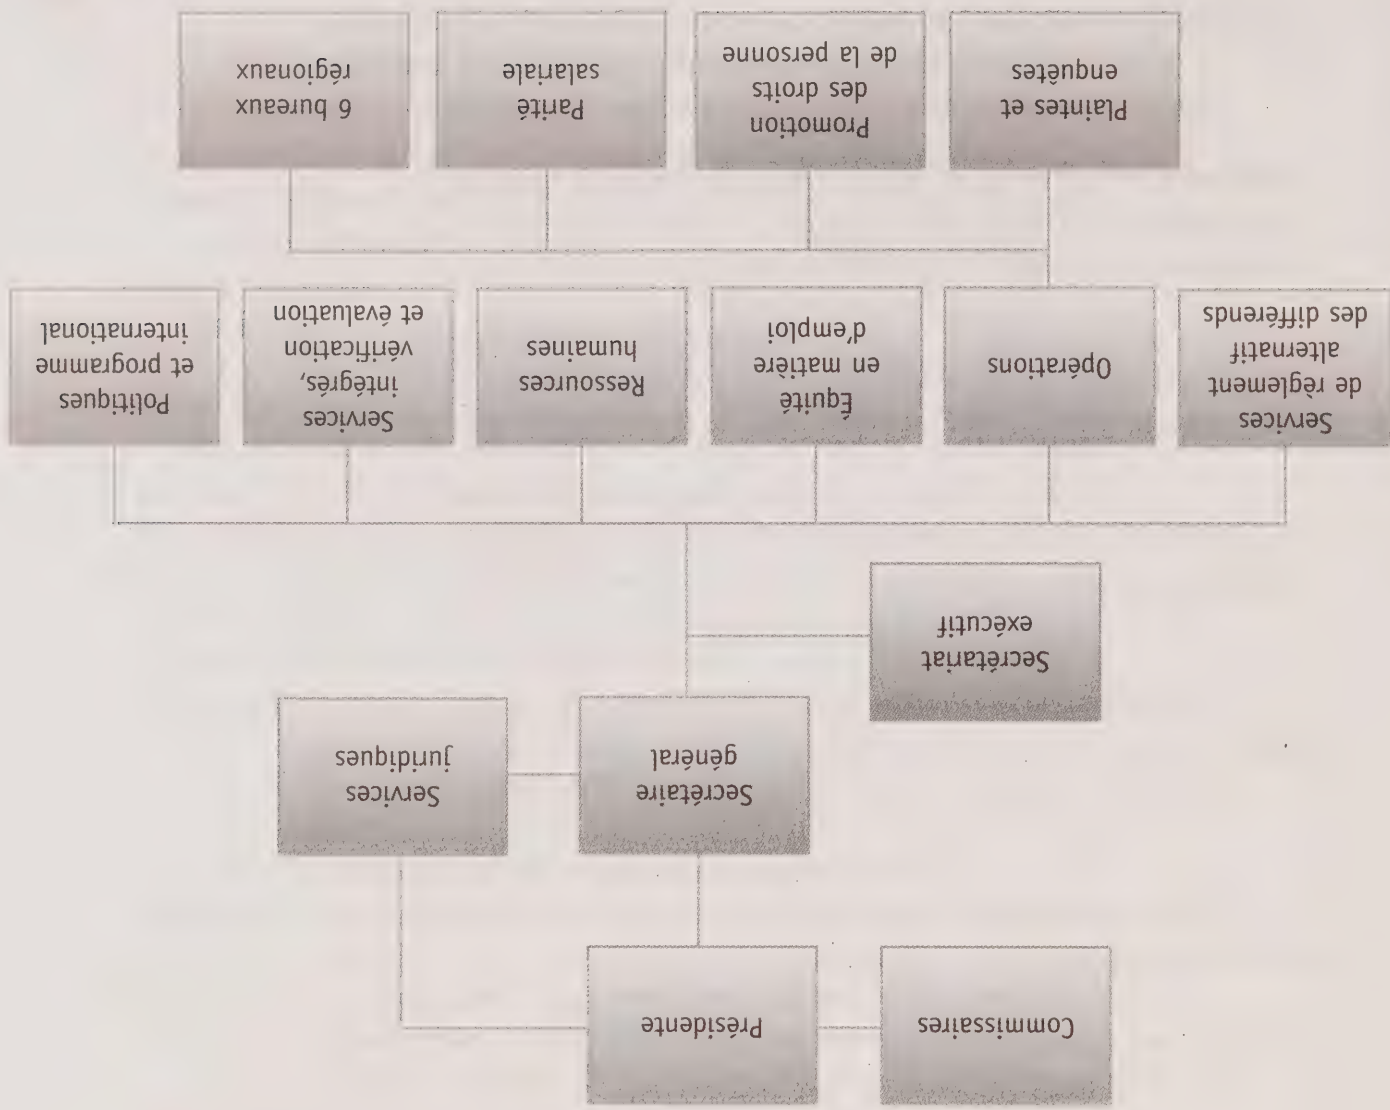 Commissaires
Présidente
Secrétaire
général
Services
juridiques
Secrétariat
exécutif
Services
de règlement
alternatif
des différends
Opérations
Équité
en matière
d'emploi
Ressources
humaines
Services
intégrés,
vérification
et évaluation
Politiques
et programme
international
Plaintes et
enquêtes
Promotion
des droits
de la personne
Parité
salariale
6 bureaux
régionaux